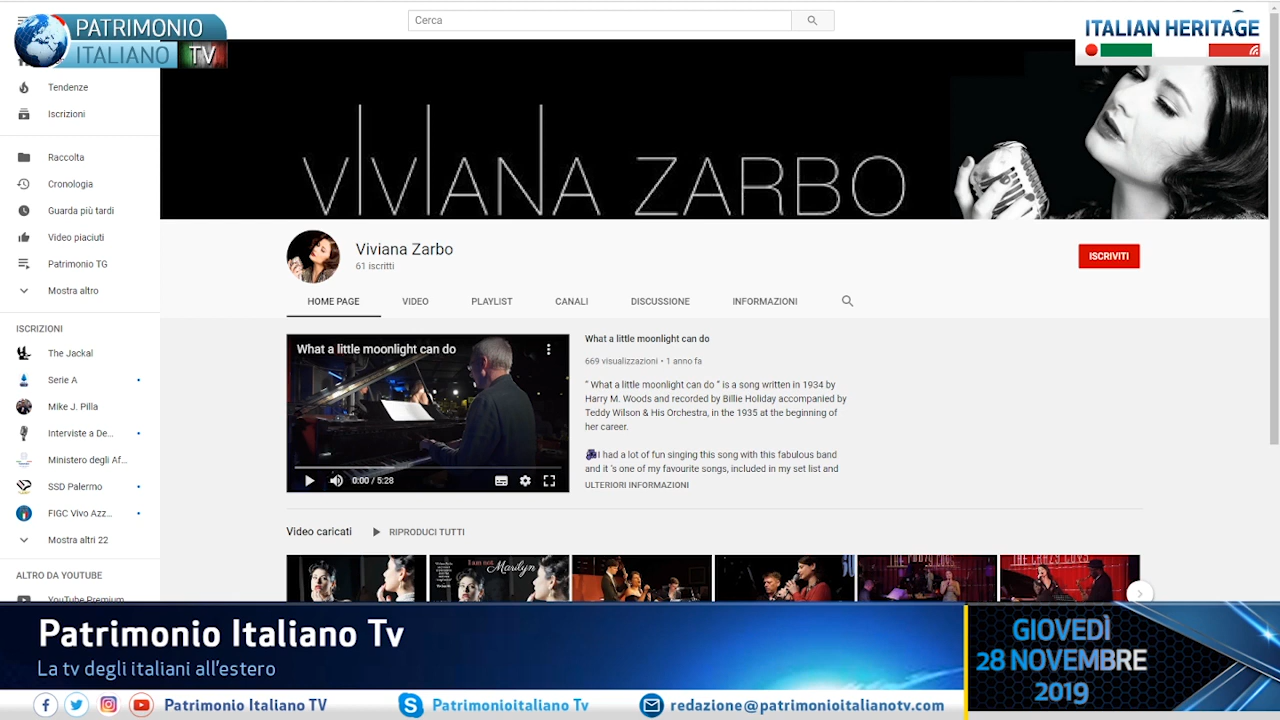 PATRIMONIO
ITALIANO TV
Cerca
ITALIAN HERITAGE
Tendenze
Iscrizioni
Raccolta
Cronologia
Guarda più tardi
Video piaciuti
Patrimonio TG
Mostra altro
ISCRIZIONI
The Jackal
Serie A
Mike J. Pilla
Interviste a De...
Ministero degli Af...
SSD Palermo
FIGC Vivo Azz...
Mostra altri 22
ALTRO DA YOUTUBE
YouTube Premium
VIVIANA ZARBO
Viviana Zarbo
61 iscritti
ISCRIVITI
HOME PAGE
VIDEO
PLAYLIST
CANALI
DISCUSSIONE
INFORMAZIONI
What a little moonlight can do
0:00 / 5:28
What a little moonlight can do
669 visualizzazioni • 1 anno fa
" What a little moonlight can do " is a song written in 1934 by
Harry M. Woods and recorded by Billie Holiday accompanied by
Teddy Wilson & His Orchestra, in the 1935 at the beginning of
her career.
I had a lot of fun singing this song with this fabulous band
and it 's one of my favourite songs, included in my set list and
ULTERIORI INFORMAZIONI
Video caricati
RIPRODUCI TUTTI
I am not Marilyn
THE CRAZY COQS
Patrimonio Italiano Tv
La tv degli italiani all'estero
GIOVEDÌ
28 NOVEMBRE
2019
Patrimonio Italiano TV
Patrimonioitaliano Tv
redazione@patrimonioitalianotv.com